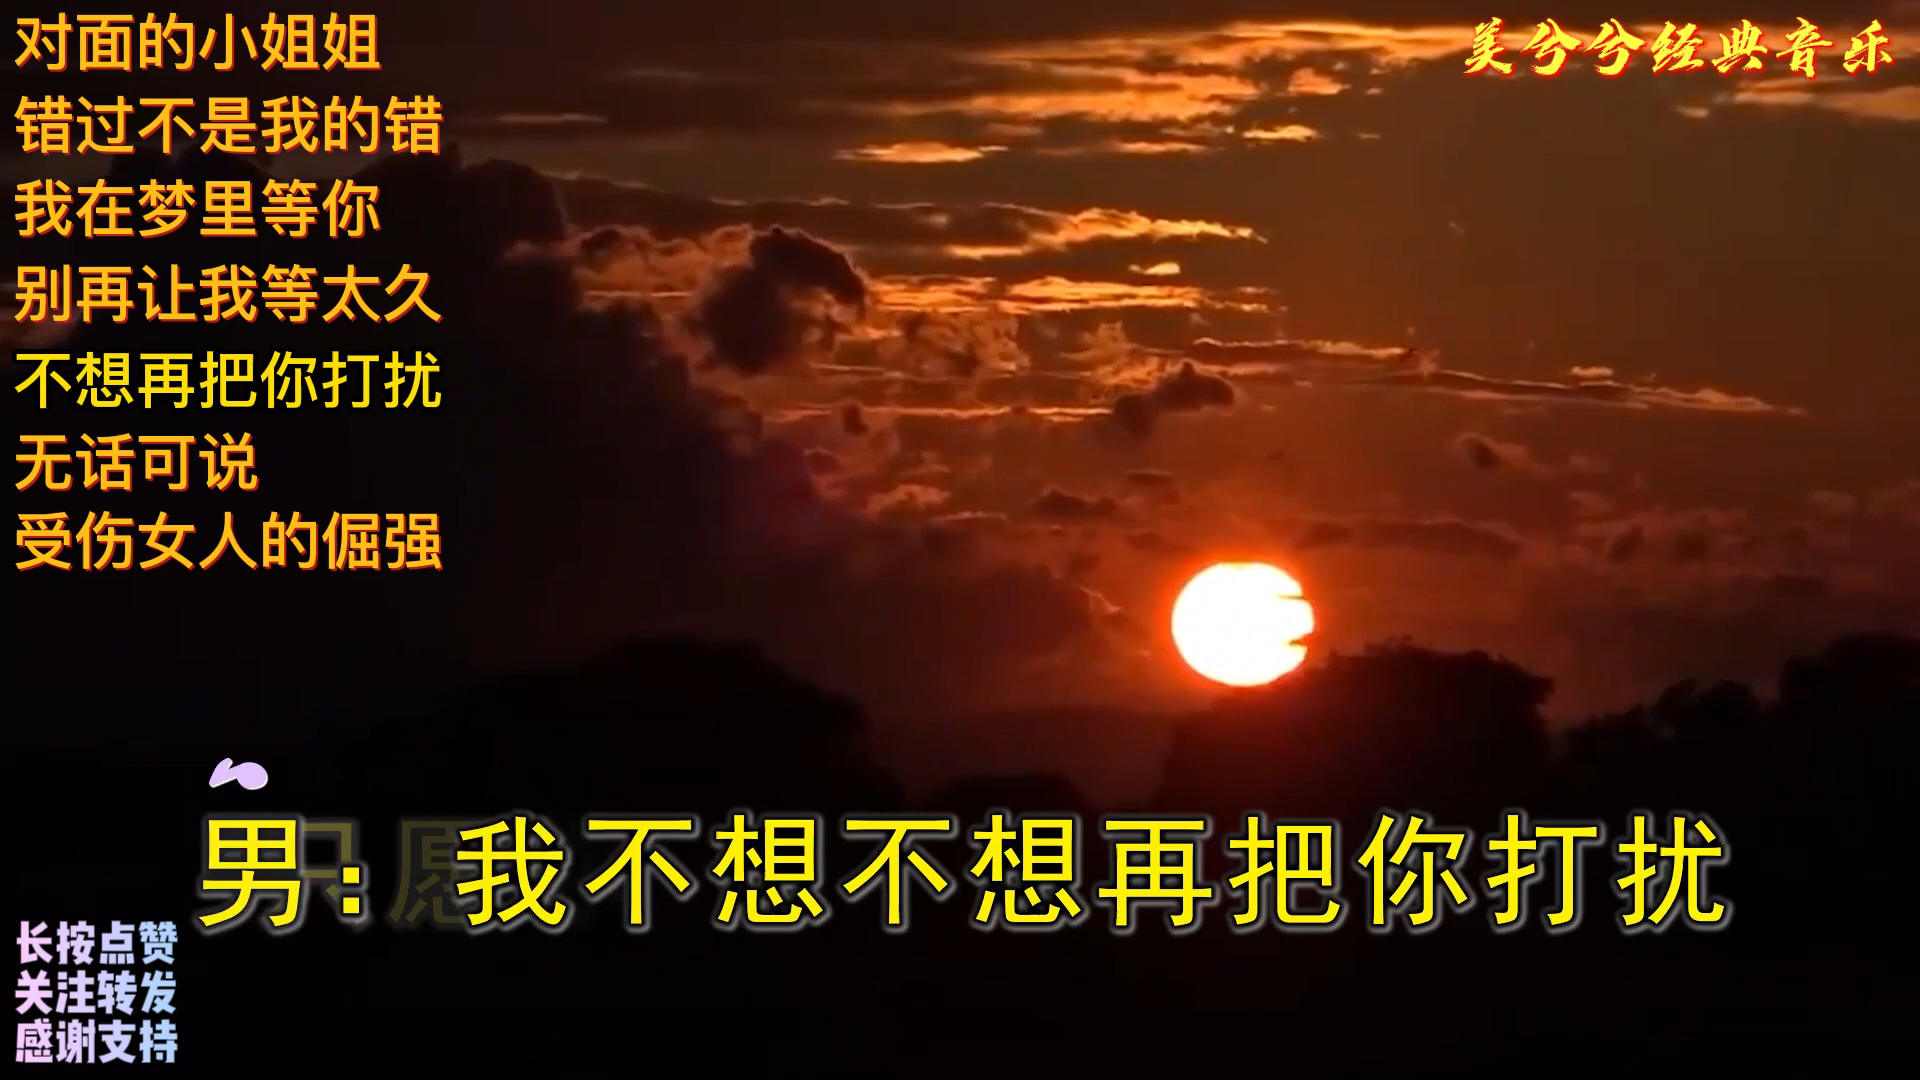 对面的小姐姐
美兮兮经典音乐
错过不是我的错
我在梦里等你
别再让我等太久
不想再把你打扰
无话可说
受伤女人的倔强
男：我不想不想再把你打扰
长按点赞
关注转发
感谢支持